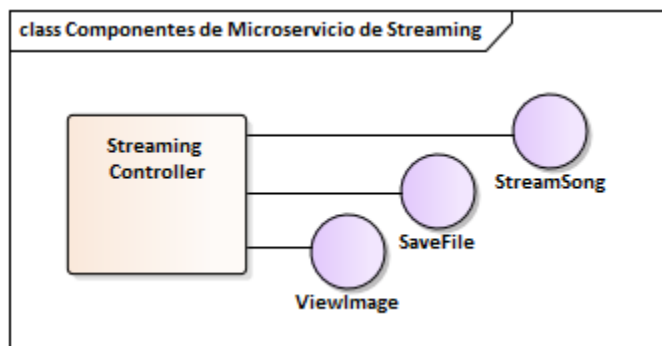 class Componentes de Microservicio de Streaming
Streaming
Controller
StreamSong
SaveFile
ViewImage